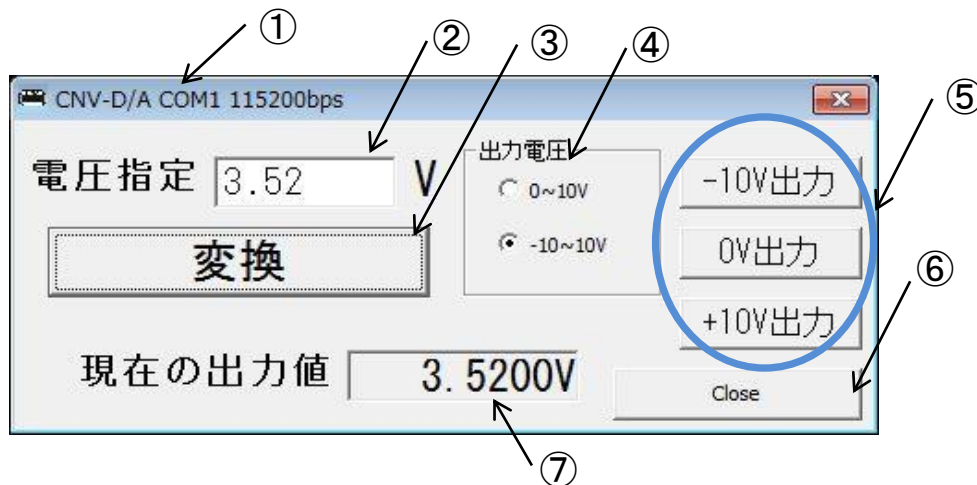 ① ② ③ ④
CNV-D/A COM1 115200bps
⑤
電圧指定 3.52 V
出力電圧
0~10V
-10~10V
-10V出力
変換
0V出力
⑥
+10V出力
現在の出力値 3.5200V
Close
⑦